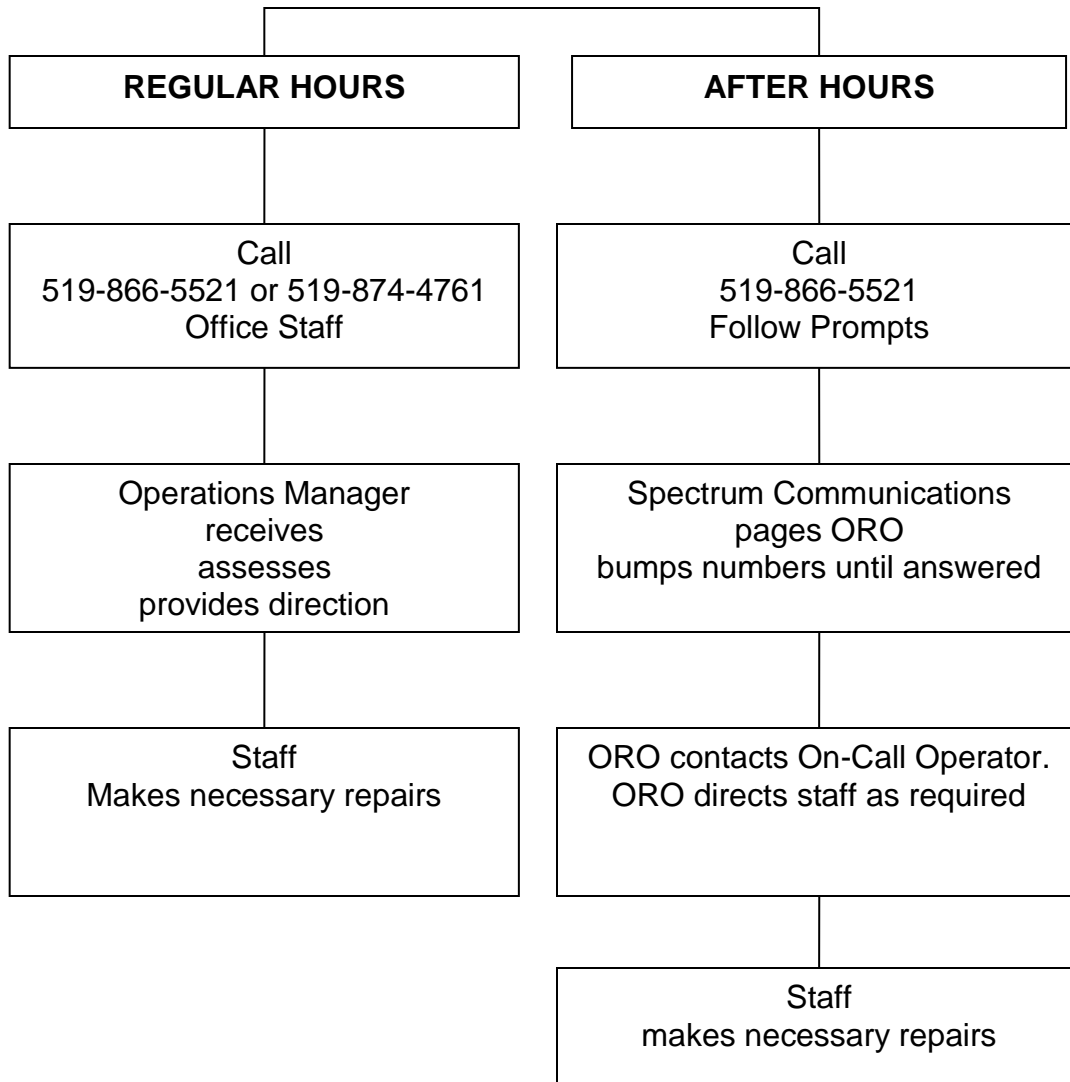 REGULAR HOURS
Call
519-866-5521 or 519-874-4761
Office Staff
Operations Manager
receives
assesses
provides direction
Staff
Makes necessary repairs
AFTER HOURS
Call
519-866-5521
Follow Prompts
Spectrum Communications
pages ORO
bumps numbers until answered
ORO contacts On-Call Operator.
ORO directs staff as required
Staff
makes necessary repairs